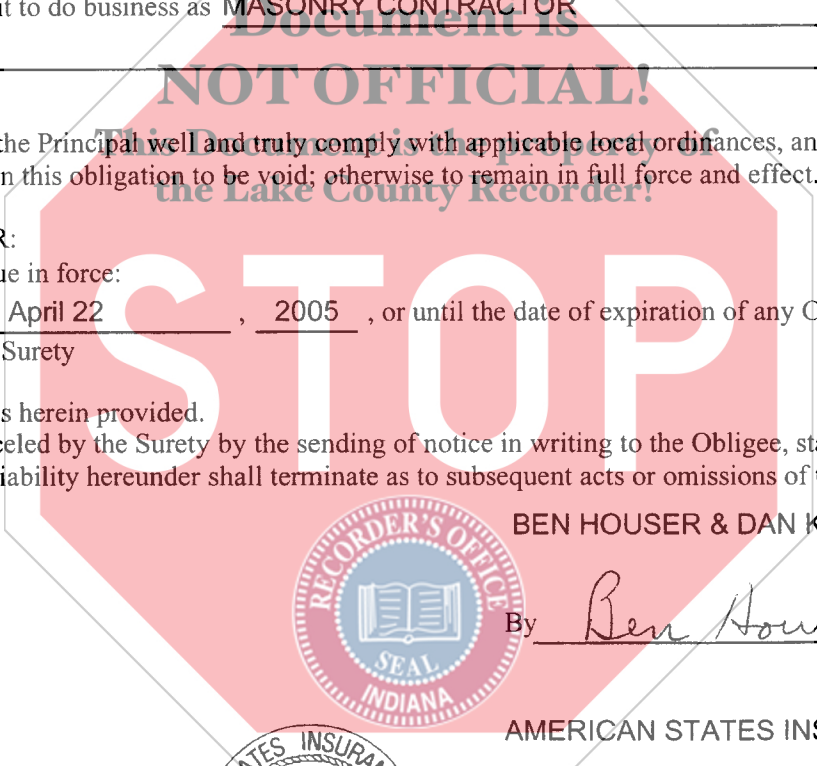 it to do business as MASONRY CONTRACTOR
Document is
NOT OFFICIAL!
This Document is the property of
the Lake County Recorder!
the Principal well and truly comply with applicable local ordinances, an
n this obligation to be void; otherwise to remain in full force and effect.
R:
ue in force:
STOP
April 22 , 2005 , or until the date of expiration of any C
Surety
s herein provided.
celed by the Surety by the sending of notice in writing to the Obligee, sta
iability hereunder shall terminate as to subsequent acts or omissions of t
BEN HOUSER & DAN K
RECORDER'S OFFICE
SEAL
INDIANA
By Ben Hou
AMERICAN STATES INS
TES INSURAN